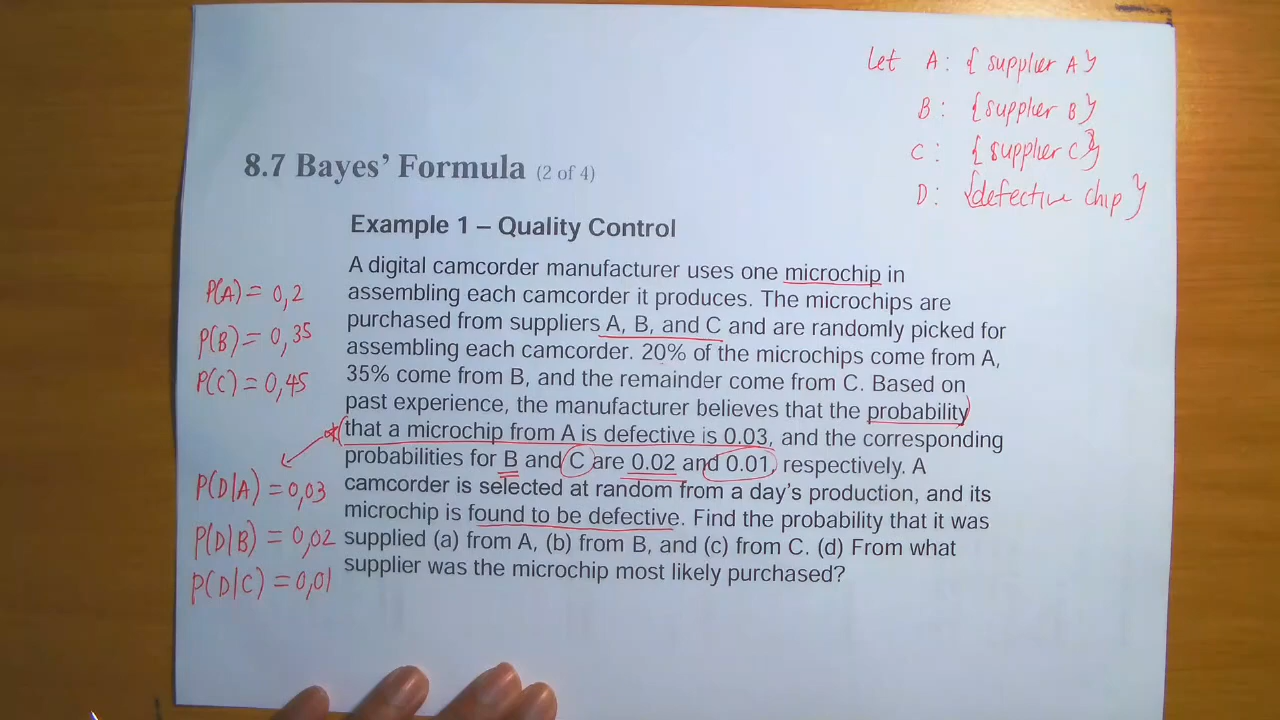 Let A: { supplier A}
B: {supplier B}
C: {supplier C}
D: {defective chip}
8.7 Bayes’ Formula (2 of 4)
Example 1 – Quality Control
A digital camcorder manufacturer uses one microchip in
assembling each camcorder it produces. The microchips are
purchased from suppliers A, B, and C and are randomly picked for
assembling each camcorder. 20% of the microchips come from A,
35% come from B, and the remainder come from C. Based on
past experience, the manufacturer believes that the probability
that a microchip from A is defective is 0.03, and the corresponding
probabilities for B and C are 0.02 and 0.01, respectively. A
camcorder is selected at random from a day’s production, and its
microchip is found to be defective. Find the probability that it was
supplied (a) from A, (b) from B, and (c) from C. (d) From what
supplier was the microchip most likely purchased?
P(A) = 0,2
P(B) = 0,35
P(C) = 0,45
P(D|A) = 0,03
P(D|B) = 0,02
P(D|C) = 0,01